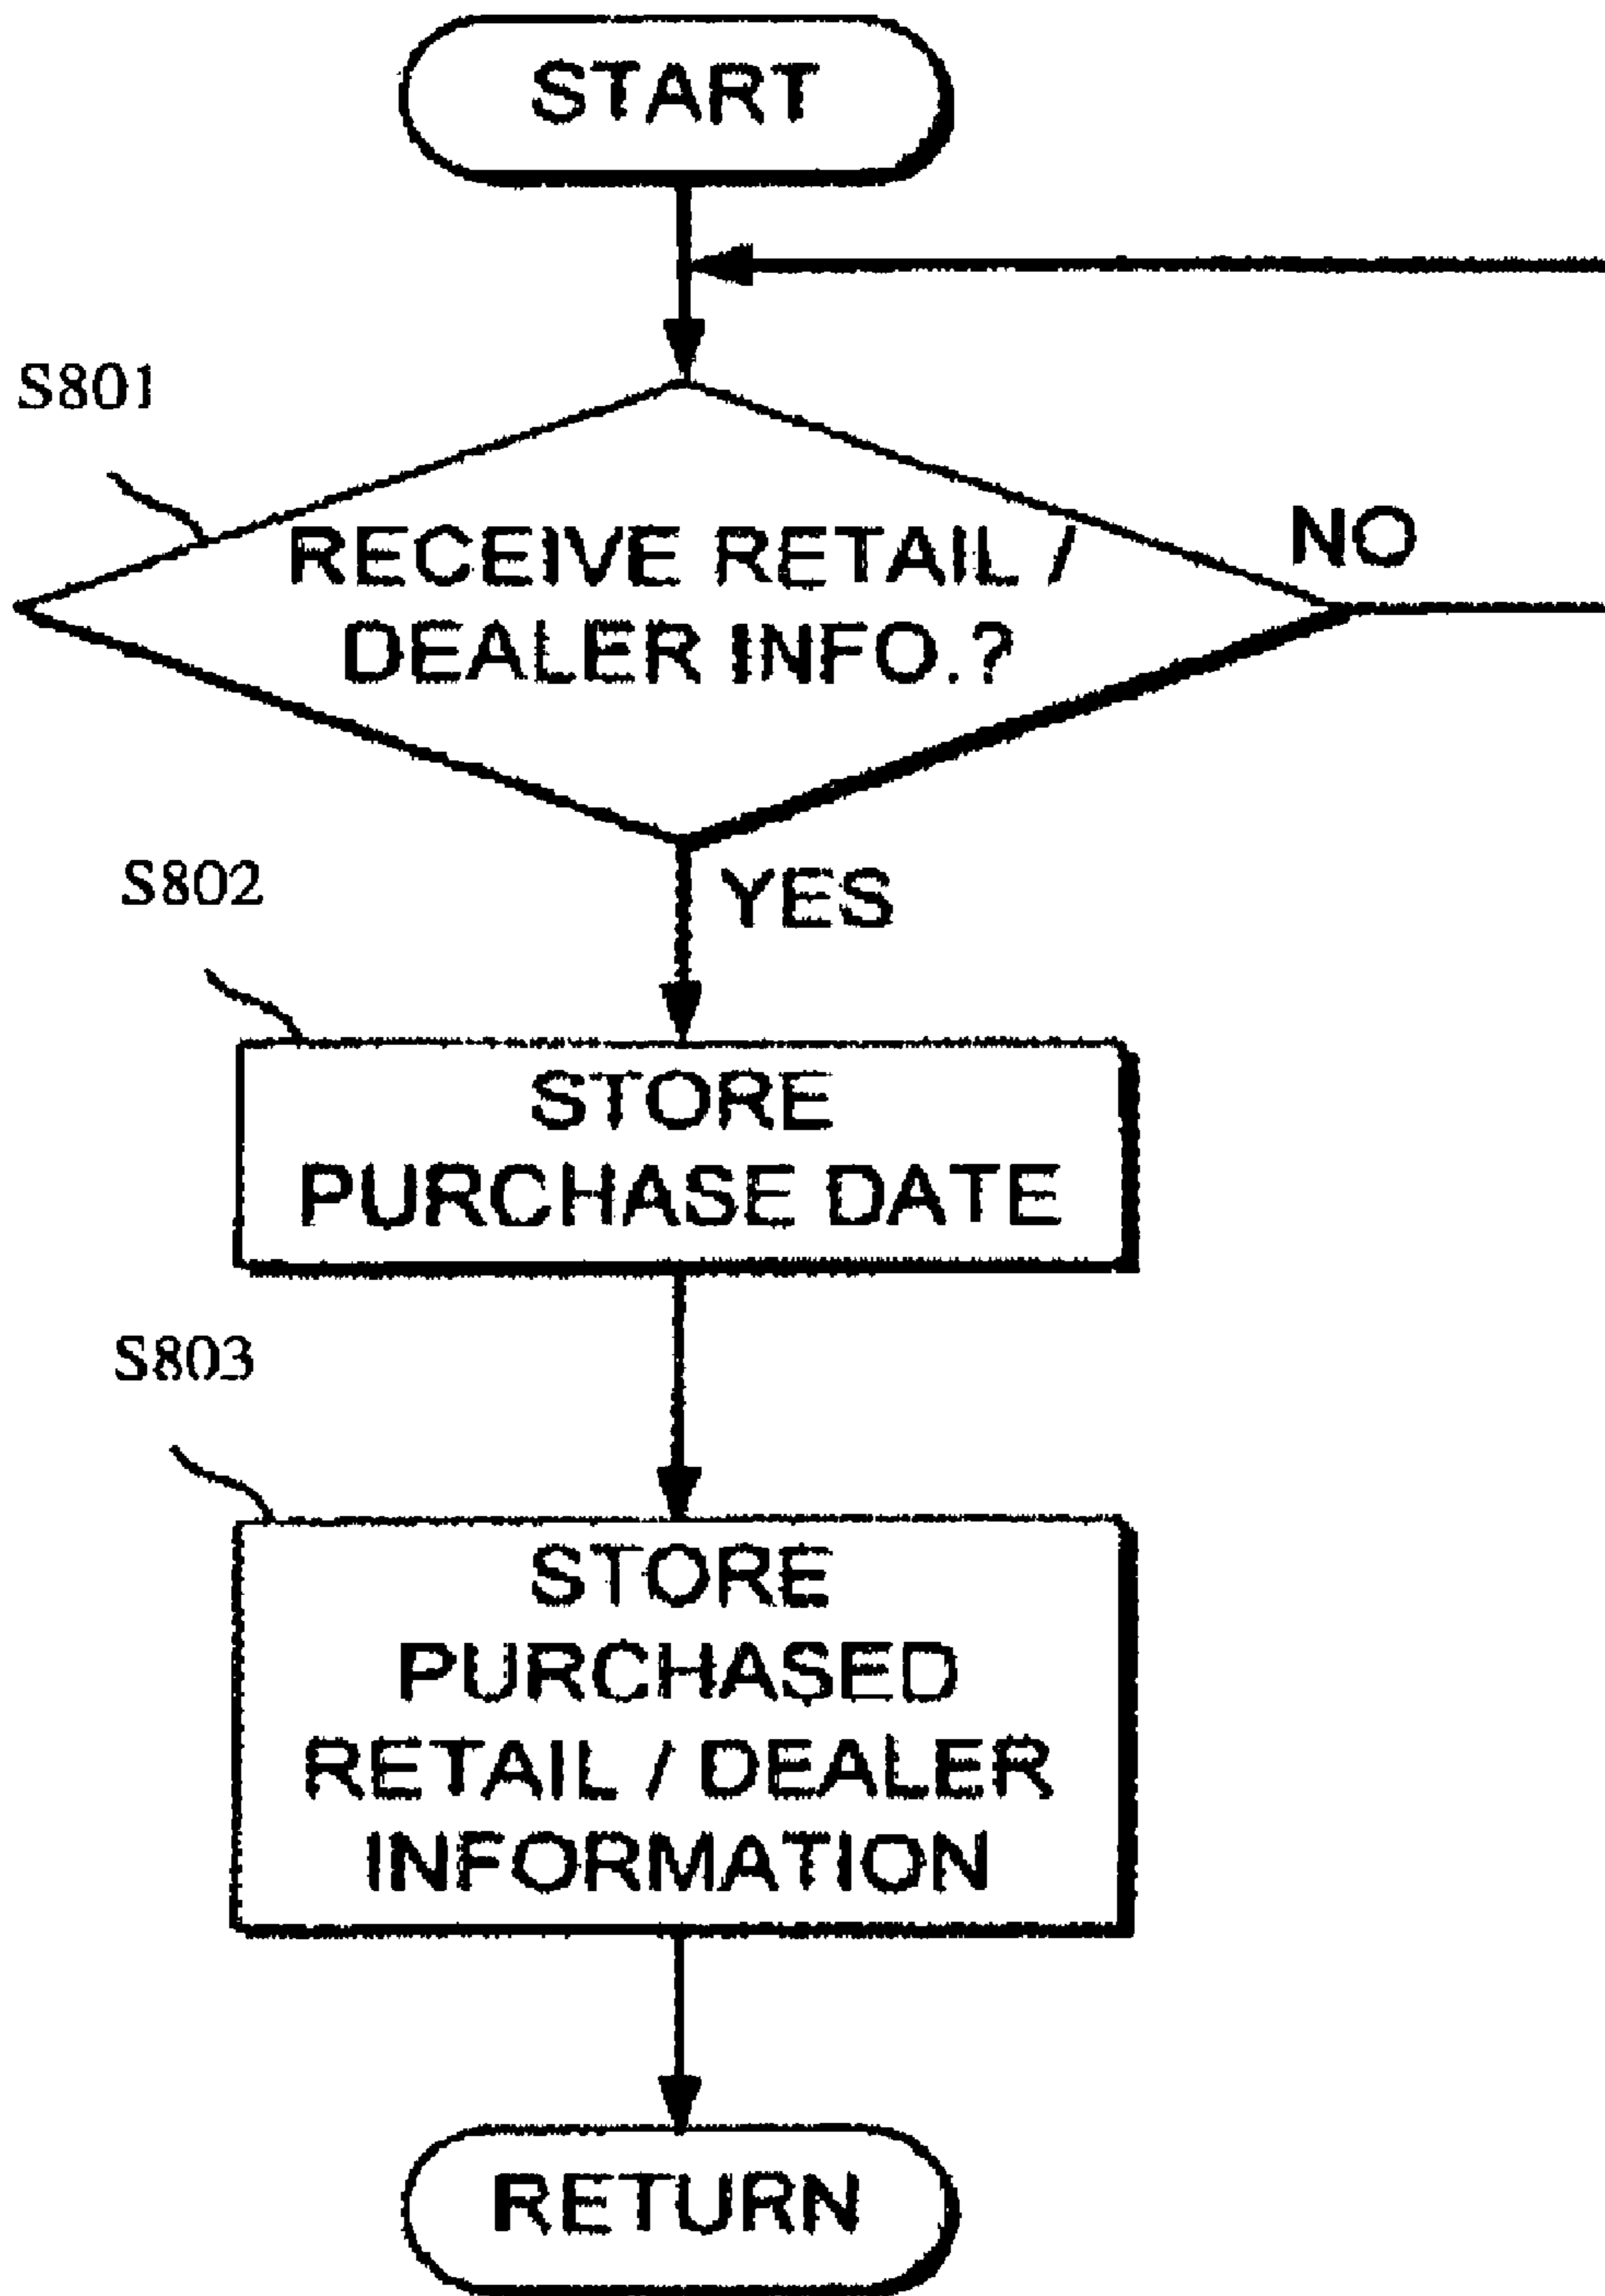 START
S801
RECEIVE RETAIL /
DEALER INFO.?
NO
YES
S802
STORE
PURCHASE DATE
S803
STORE
PURCHASED
RETAIL / DEALER
INFORMATION
RETURN